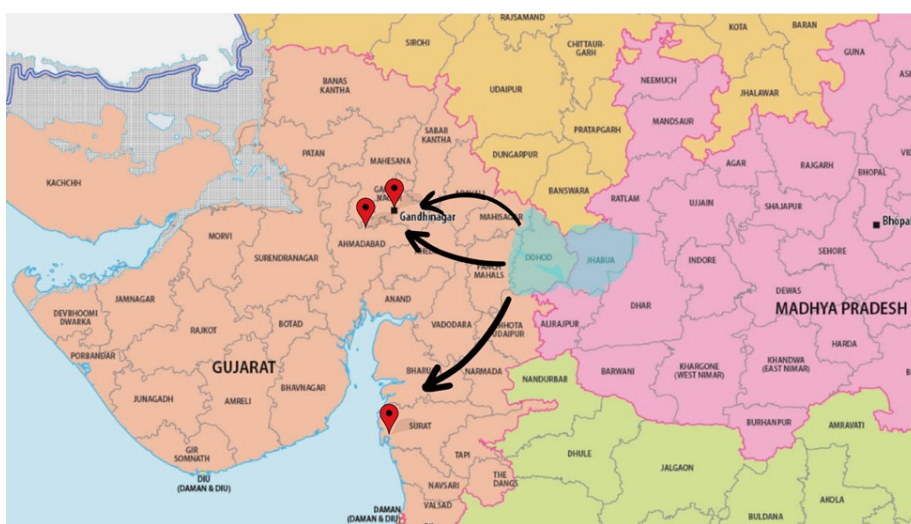 RAJSAMAND
KOTA
BARAN
SIROHI
CHITTAUR-
GARH
GUNA
BANAS
KANTHA
UDAIPUR
NEEMUCH
JHALAWAR
PRATAPGARH
MANDSAUR
SABAR
KANTHA
PATAN
MAHESANA
DUNGARPUR
AGAR
RAJGARH
BHOPAL
KACHCHH
BANSWARA
RATLAM
UJJAIN
SHAJAPUR
Gandhinagar
MAHISAGAR
Bhopal
MORVI
AHMADABAD
SURENDRANAGAR
DOHOD
JHABUA
INDORE
SEHORE
PANCH
MAHALS
DEWAS
JAMNAGAR
ANAND
DHAR
MADHYA PRADESH
DEVBHOOMI
DWARKA
RAJKOT
BOTAD
VADODARA
CHHOTA
UDAIPUR
ALIRAJPUR
HARDA
PORBANDAR
GUJARAT
BHARU
NARMADA
NANDURBAR
BARWANI
KHARGONE
(WEST NIMAR)
KHANDWA
(EAST NIMAR)
JUNAGADH
AMRELI
BHAVNAGAR
SURAT
BURHANPUR
AMRAVATI
GIR
SOMNATH
TAPI
DHULE
JALGAON
DIU
(DAMAN & DIU)
NAVSARI
THE
DANGS
VALSAD
AKOLA
DAMAN
(DAMAN & DIU)
BULDANA